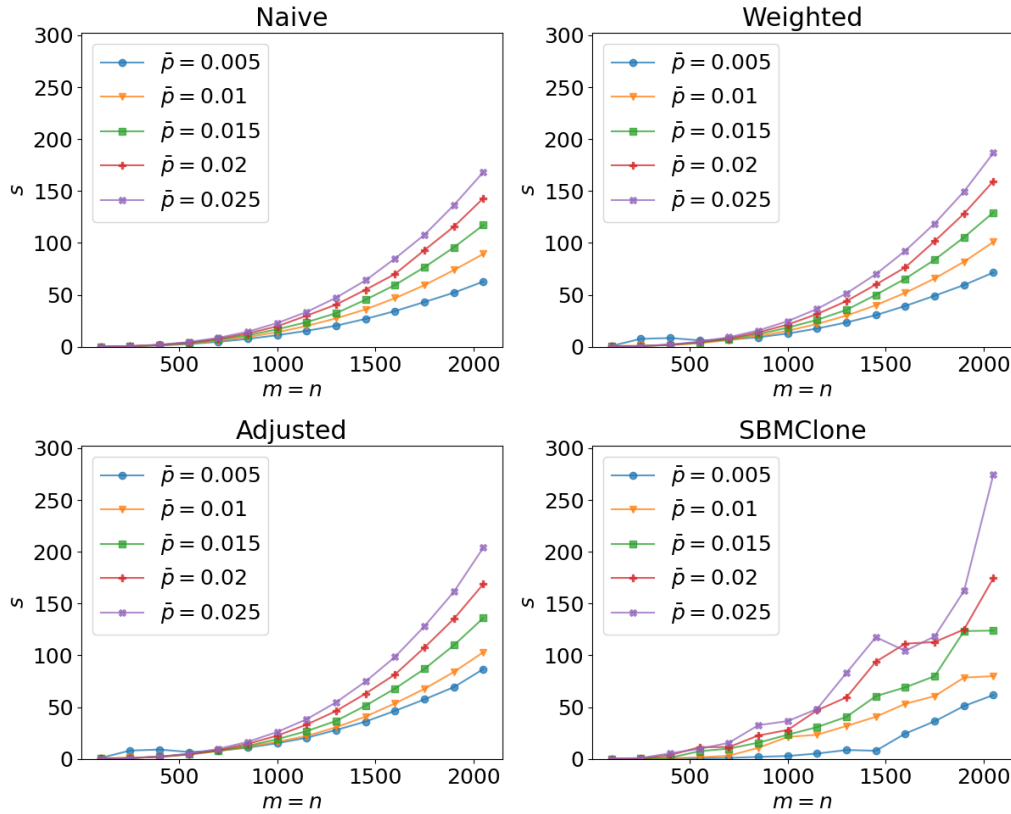 Naive
300
250
200
150
100
50
0
s
p̄ = 0.005
p̄ = 0.01
p̄ = 0.015
p̄ = 0.02
p̄ = 0.025
500 1000 1500 2000
m = n
Weighted
300
250
200
150
100
50
0
s
p̄ = 0.005
p̄ = 0.01
p̄ = 0.015
p̄ = 0.02
p̄ = 0.025
500 1000 1500 2000
m = n
Adjusted
300
250
200
150
100
50
0
s
p̄ = 0.005
p̄ = 0.01
p̄ = 0.015
p̄ = 0.02
p̄ = 0.025
500 1000 1500 2000
m = n
SBMClone
300
250
200
150
100
50
0
s
p̄ = 0.005
p̄ = 0.01
p̄ = 0.015
p̄ = 0.02
p̄ = 0.025
500 1000 1500 2000
m = n